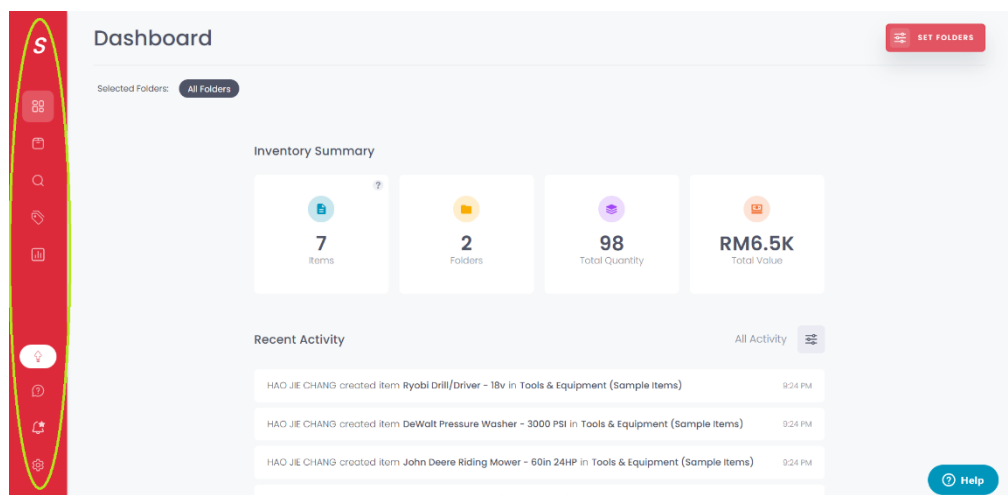 S
Dashboard
SET FOLDERS
Selected Folders: All Folders
Inventory Summary
?
7
Items
2
Folders
98
Total Quantity
RM6.5K
Total Value
Recent Activity
All Activity
HAO JIE CHANG created item Ryobi Drill/Driver - 18v in Tools & Equipment (Sample Items) 9:24 PM
HAO JIE CHANG created item DeWalt Pressure Washer - 3000 PSI in Tools & Equipment (Sample Items) 9:24 PM
HAO JIE CHANG created item John Deere Riding Mower - 60in 24HP in Tools & Equipment (Sample Items) 9:24 PM
? Help